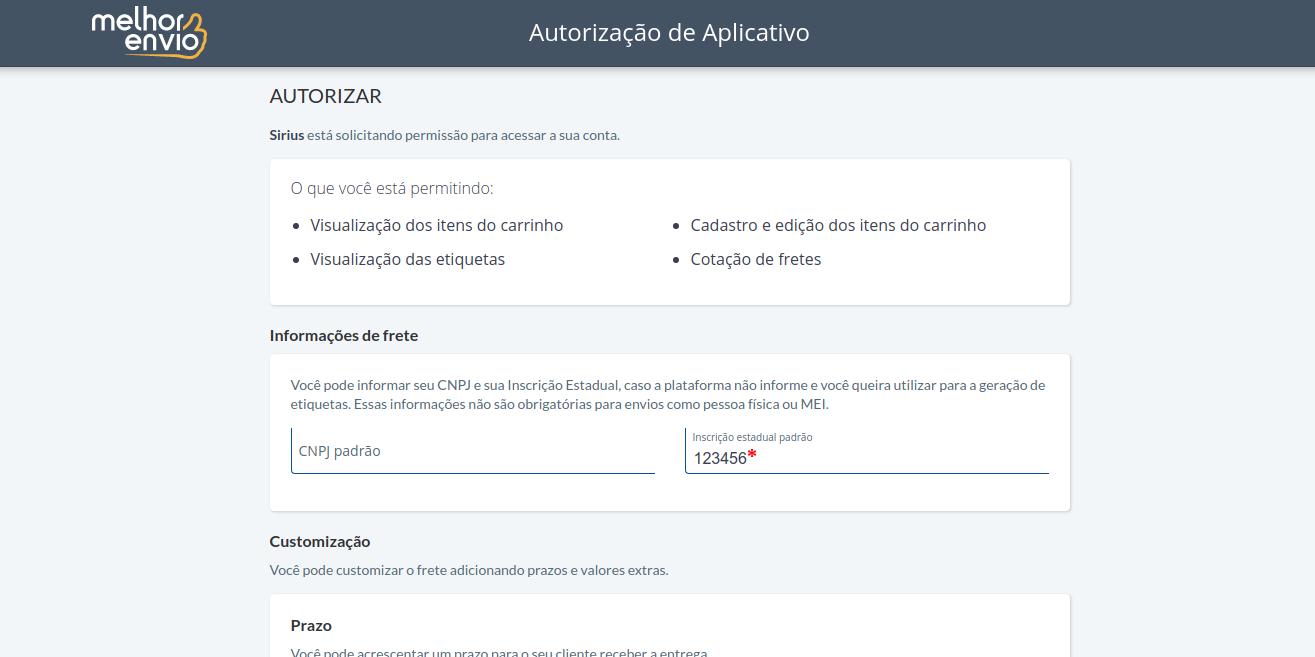 melhor
envio
Autorização de Aplicativo
AUTORIZAR
Sirius está solicitando permissão para acessar a sua conta.
O que você está permitindo:
• Visualização dos itens do carrinho
• Cadastro e edição dos itens do carrinho
• Visualização das etiquetas
• Cotação de fretes
Informações de frete
Você pode informar seu CNPJ e sua Inscrição Estadual, caso a plataforma não informe e você queira utilizar para a geração de
etiquetas. Essas informações não são obrigatórias para envios como pessoa física ou MEI.
CNPJ padrão
Inscrição estadual padrão
123456*
Customização
Você pode customizar o frete adicionando prazos e valores extras.
Prazo
Você pode acrescentar um prazo para o seu cliente receber a entrega.